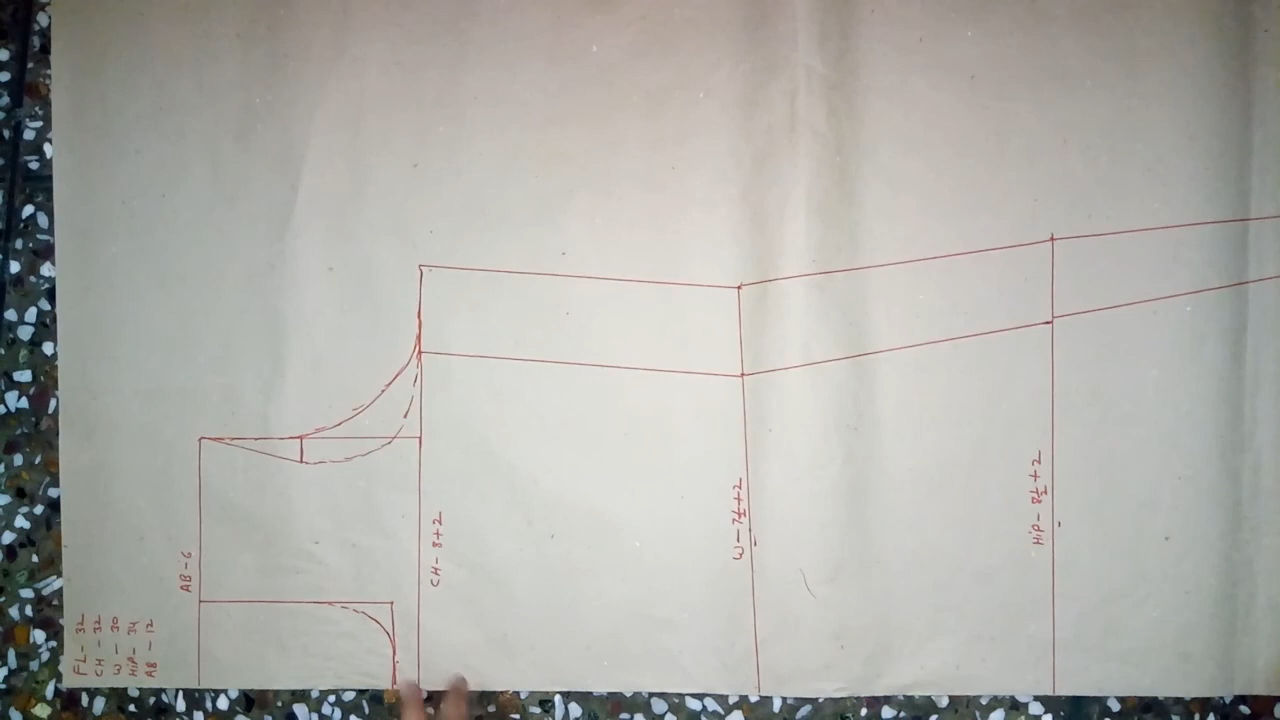 FL - 32
CH - 32
W - 30
HiP - 34
AB - 12
AB - 6
CH - 8+2
W - 7½+2
HiP - 8½+2